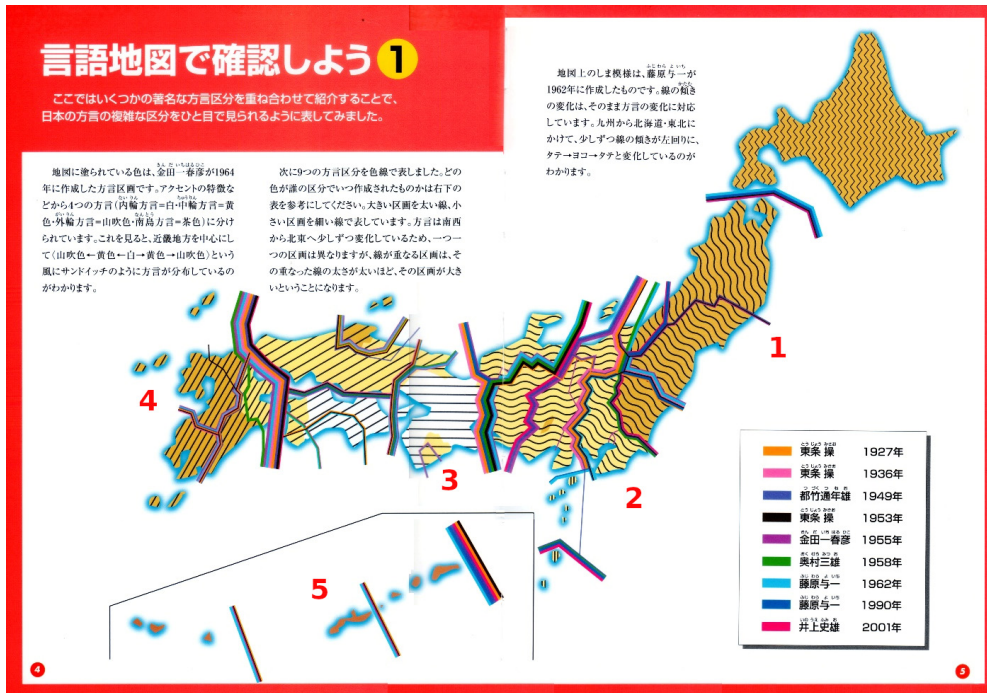 言語地図で確認しよう1
ここではいくつかの著名な方言区分を重ね合わせて紹介することで、
日本の方言の複雑な区分をひと目で見られるように表してみました。
地図に塗られている色は、金田一春彦が1964
年に作成した方言区画です。アクセントの特徴な
どから4つの方言(内輪方言=白・中輪方言=黄
色・外輪方言=山吹色・南島方言=茶色)に分け
られています。これを見ると、近畿地方を中心にし
て(山吹色←黄色←白→黄色→山吹色)という
風にサンドイッチのように方言が分布しているの
がわかります。
次に9つの方言区分を色線で表しました。どの
色が誰の区分でいつ作成されたものかは右下の
表を参考にしてください。大きい区画を太い線、小
さい区画を細い線で表しています。方言は南西
から北東へ少しずつ変化しているため、一つ一
つの区画は異なりますが、線が重なる区画は、そ
の重なった線の太さが太いほど、その区画が大き
いということになります。
地図上のしま模様は、藤原与一が
1962年に作成したものです。線の傾き
の変化は、そのまま方言の変化に対応
しています。九州から北海道・東北に
かけて、少しずつ線の傾きが左回りに、
タテ→ヨコ→タテと変化しているのが
わかります。
1
2
3
4
5
東条 操 1927年
東条 操 1936年
都竹通年雄 1949年
東条 操 1953年
金田一春彦 1955年
奥村三雄 1958年
藤原与一 1962年
藤原与一 1990年
井上史雄 2001年
4
5